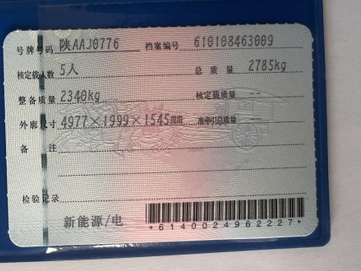 号牌号码 陕AAJ0776 档案编号 610108463009
核定载人数 5人 总质量 2785kg
整备质量 2340kg 核定载质量
外廓尺寸 4977×1999×1545mm 准牵引总质量
备注
检验记录
新能源/电
*6140024962227*